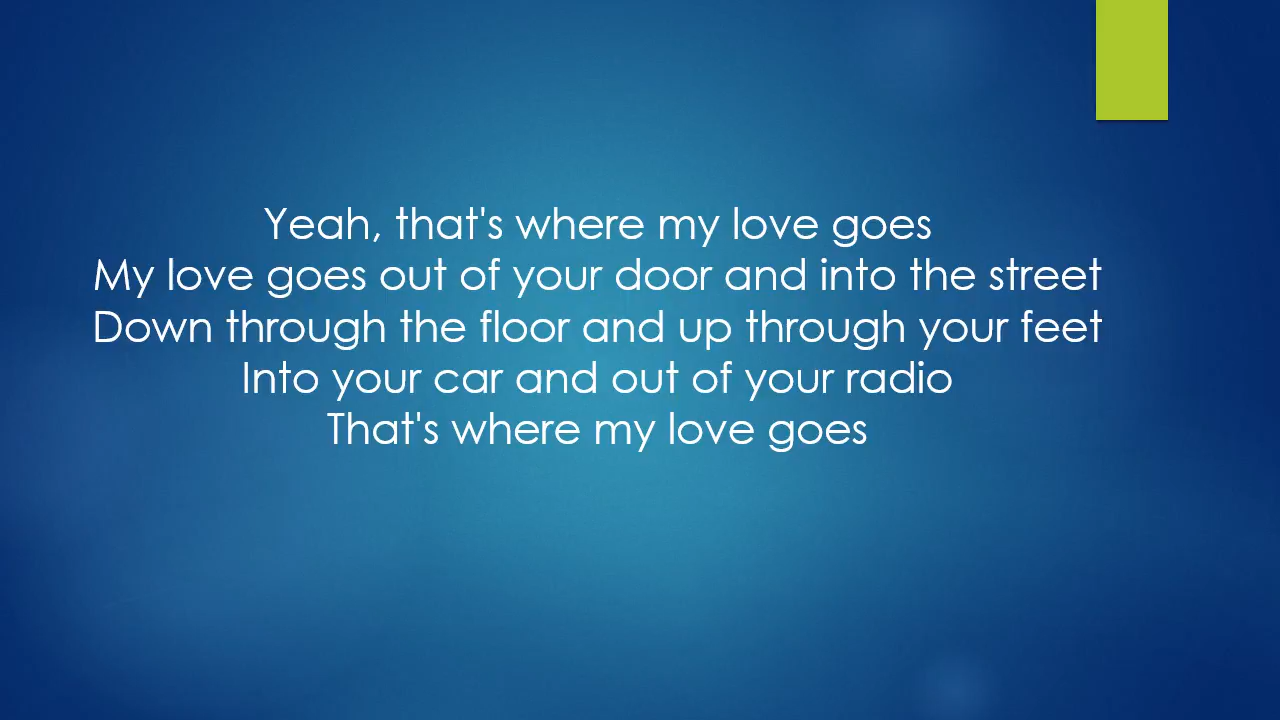 Yeah, that's where my love goes
My love goes out of your door and into the street
Down through the floor and up through your feet
Into your car and out of your radio
That's where my love goes